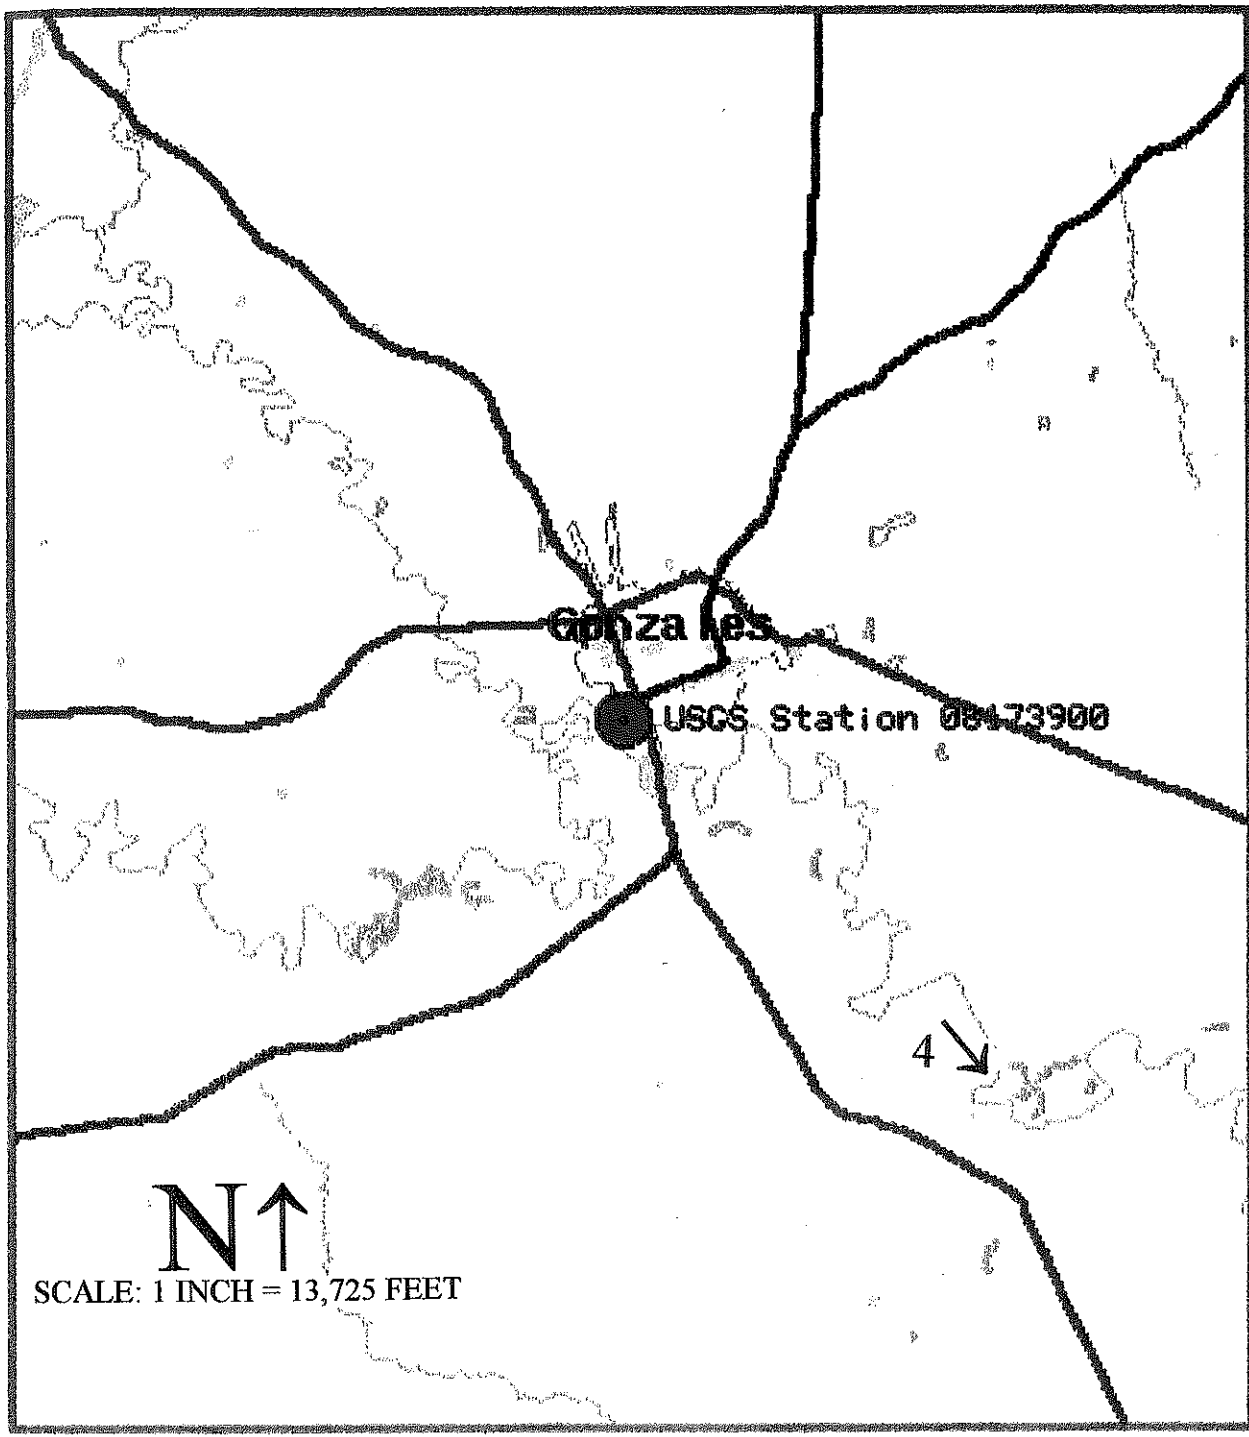 Gonzales
USGS Station 08173900
4
N↑
SCALE: 1 INCH = 13,725 FEET